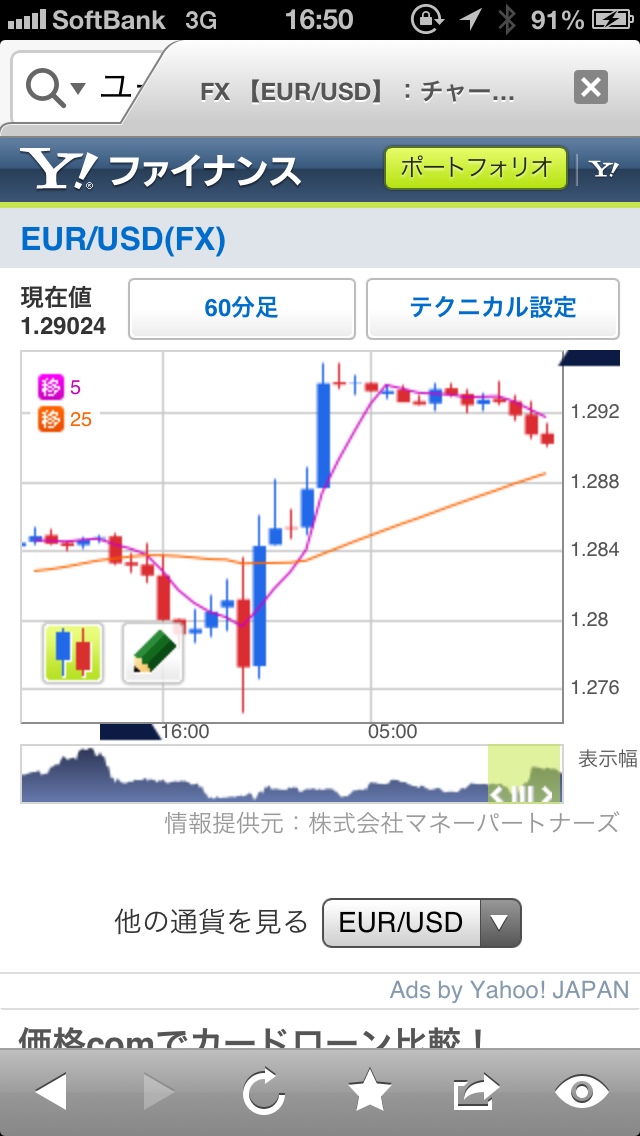 SoftBank 3G 16:50 91%
ユー
FX 【EUR/USD】：チャー...
Y!ファイナンス ポートフォリオ Y!
EUR/USD(FX)
現在値
1.29024
60分足
テクニカル設定
移 5
移 25
1.292
1.288
1.284
1.28
1.276
16:00 05:00
表示幅
情報提供元：株式会社マネーパートナーズ
他の通貨を見る EUR/USD
Ads by Yahoo! JAPAN
価格comでカードローン比較！